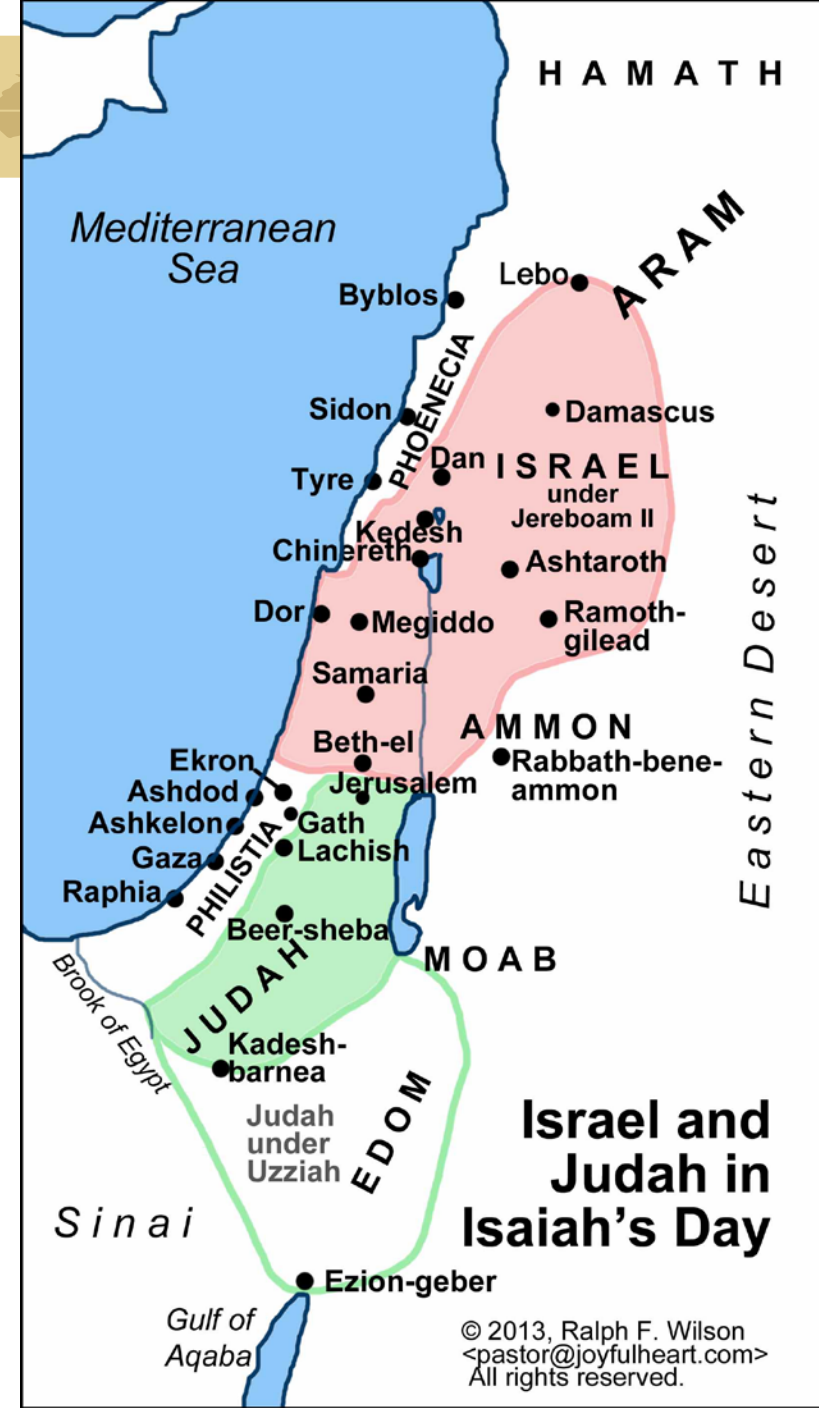 HAMATH
Mediterranean
Sea
ARAM
Lebo
Byblos
PHOENECIA
Sidon
Damascus
Dan
ISRAEL
under
Jereboam II
Tyre
Kedesh
Chinereth
Ashtaroth
Dor
Megiddo
Ramoth-
gilead
Samaria
Eastern Desert
AMMON
Beth-el
Rabbath-bene-
ammon
Ekron
Jerusalem
Ashdod
Ashkelon
Gath
Gaza
Lachish
PHILISTIA
Raphia
Beer-sheba
MOAB
JUDAH
Brook of Egypt
Kadesh-
barnea
EDOM
Judah
under
Uzziah
Israel and
Judah in
Isaiah's Day
Sinai
Ezion-geber
Gulf of
Aqaba
© 2013, Ralph F. Wilson
<pastor@joyfulheart.com>
All rights reserved.